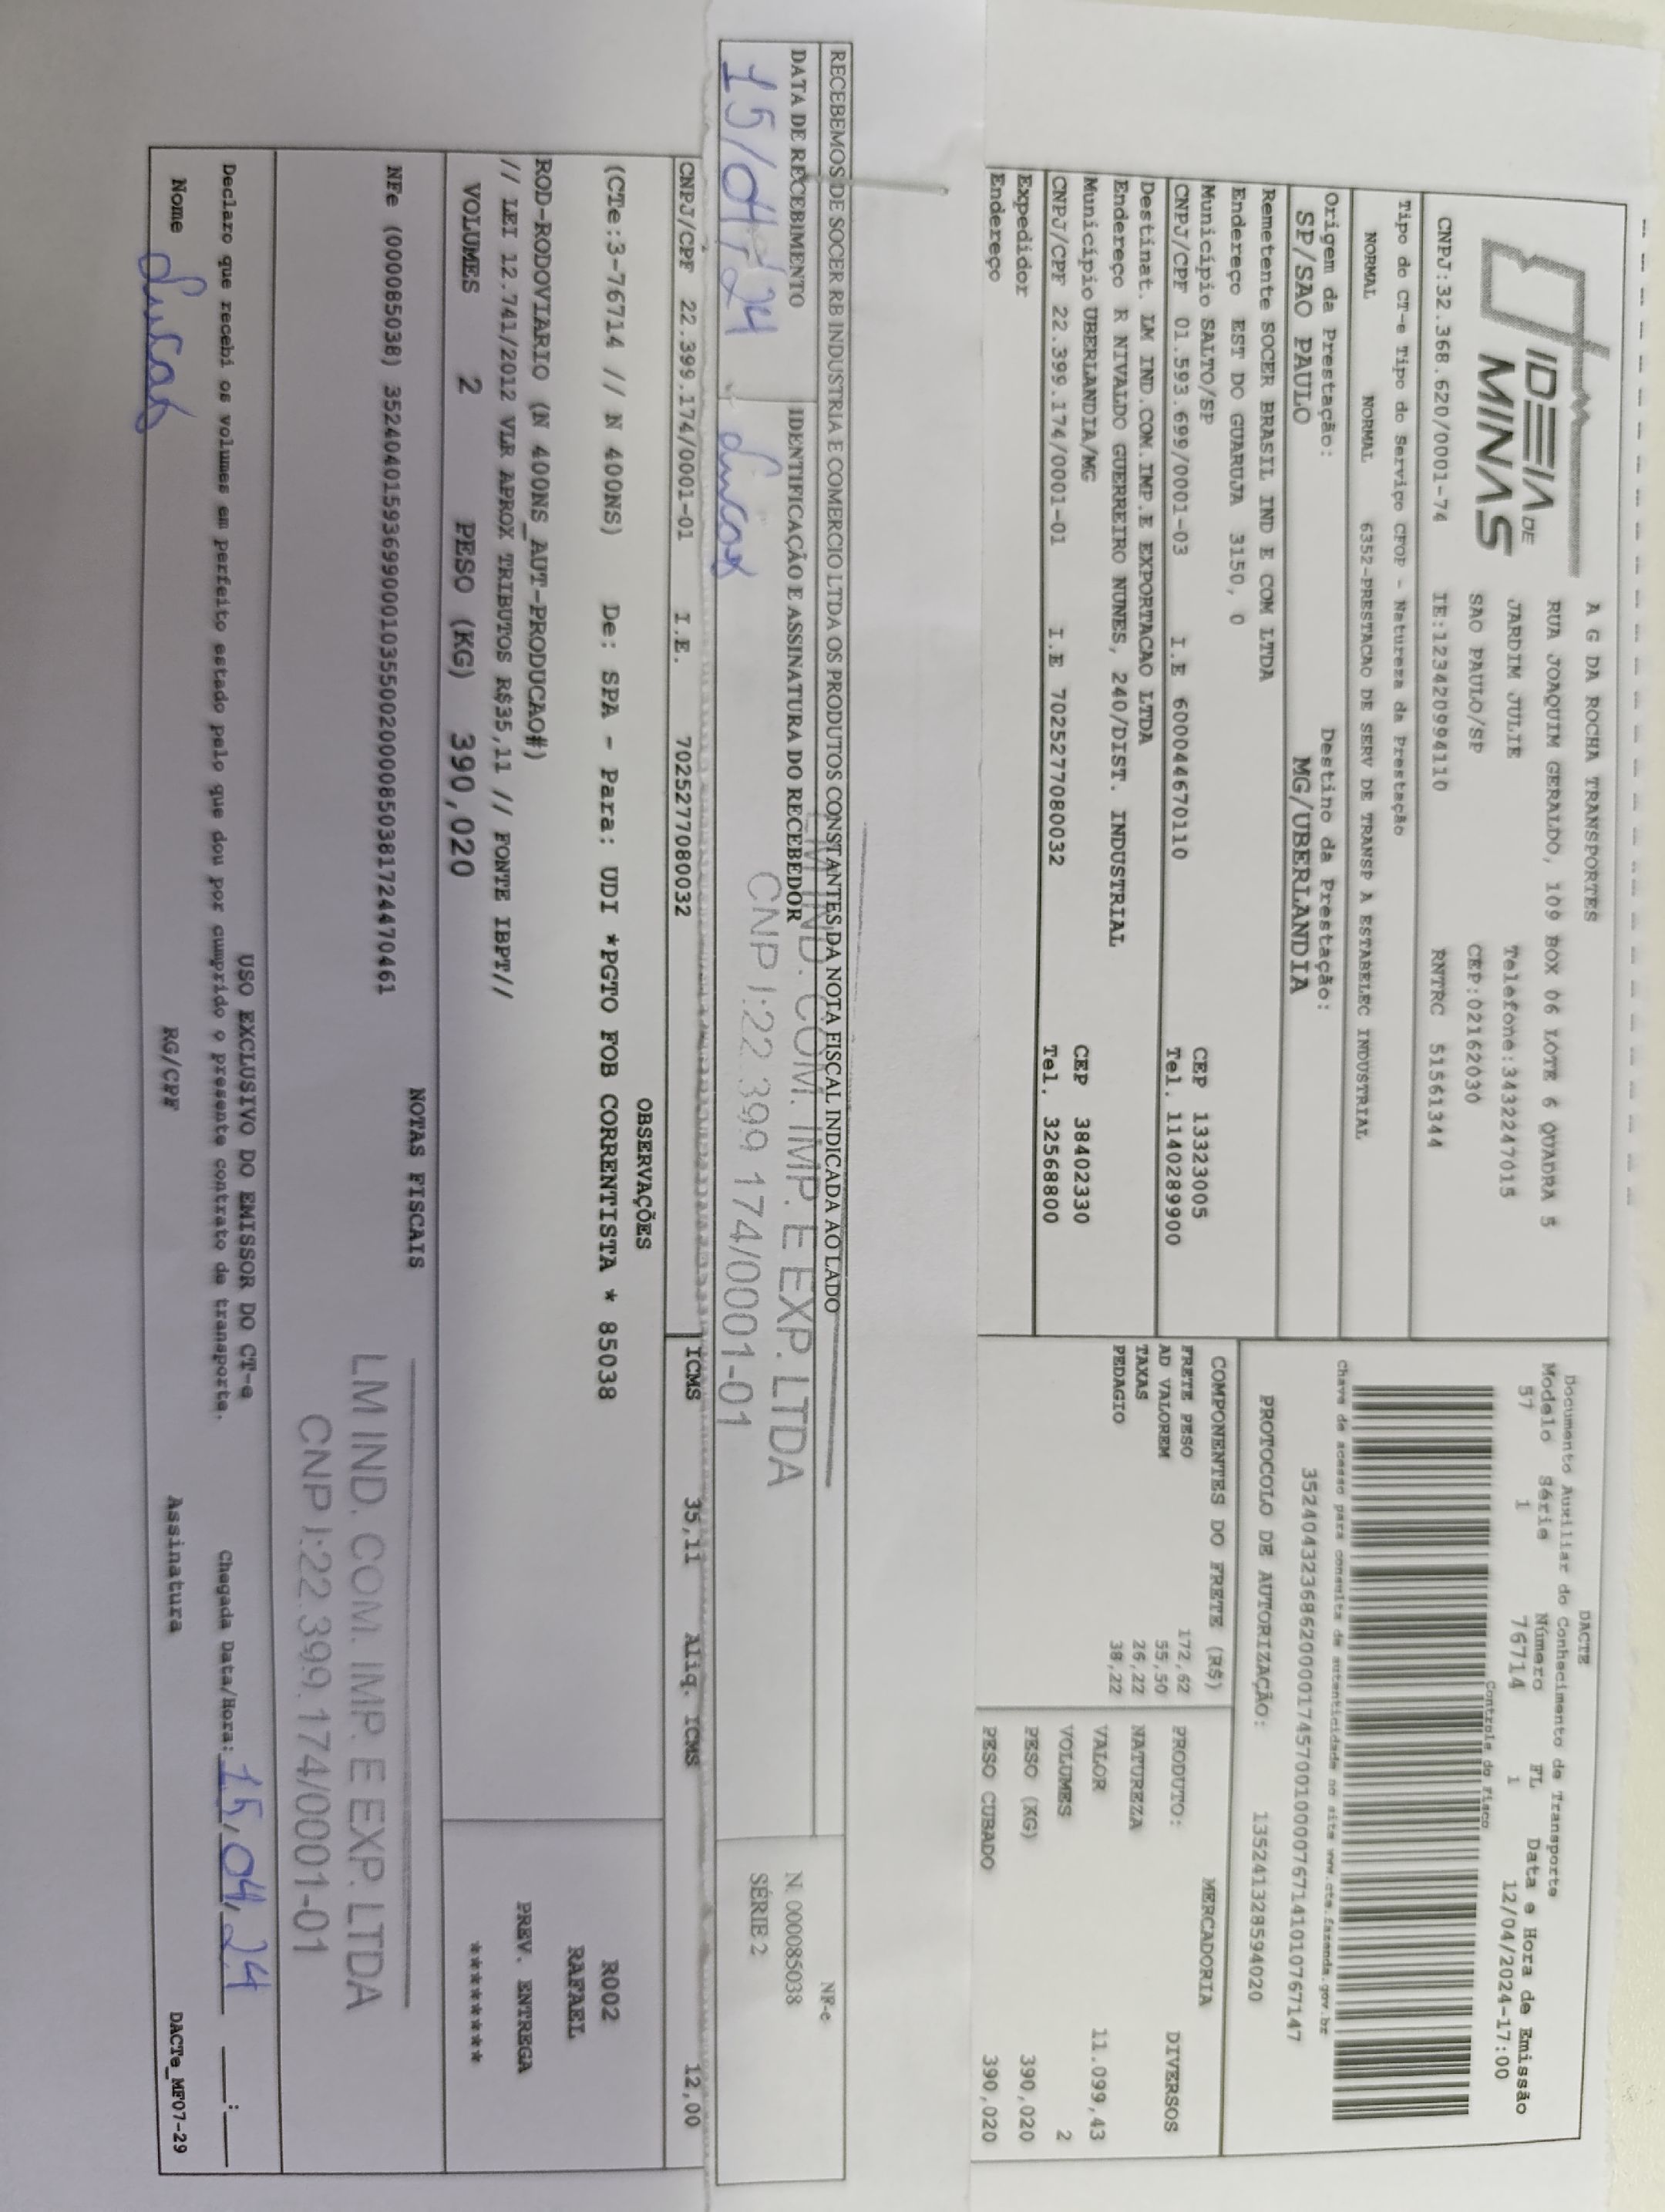 IDEIA DE
MINAS
A G DA ROCHA TRANSPORTES
RUA JOAQUIM GERALDO, 109 BOX 06 LOTE 6 QUADRA 5
JARDIM JULIE Telefone:3432247015
SAO PAULO/SP CEP:02162030
CNPJ:32.368.620/0001-74 IE:123420994110 RNTRC 51561344
DACTE
Documento Auxiliar do Conhecimento de Transporte
Modelo Série Número FL Data e Hora de Emissão
57 1 76714 1 12/04/2024-17:00
Controle do Fisco
Chave de acesso para consulta de autenticidade no site www.cte.fazenda.gov.br
35240432368620000174570010000767141010767147
PROTOCOLO DE AUTORIZAÇÃO: 135241328594020
Tipo do CT-e Tipo do Serviço CFOP - Natureza da Prestação
NORMAL NORMAL 6352-PRESTACAO DE SERV DE TRANSP A ESTABELEC INDUSTRIAL
Origem da Prestação: Destino da Prestação:
SP/SAO PAULO MG/UBERLANDIA
Remetente SOCER BRASIL IND E COM LTDA
Endereço EST DO GUARUJA 3150, 0
Município SALTO/SP CEP 13323005
CNPJ/CPF 01.593.699/0001-03 I.E 600044670110 Tel. 1140289900
Destinat. LM IND.COM.IMP.E EXPORTACAO LTDA
Endereço R NIVALDO GUERREIRO NUNES, 240/DIST. INDUSTRIAL
Município UBERLANDIA/MG CEP 38402330
CNPJ/CPF 22.399.174/0001-01 I.E 7025277080032 Tel. 32568800
Expedidor
Endereço
COMPONENTES DO FRETE (R$)
FRETE PESO 172,62
AD VALOREM 55,50
TAXAS 26,22
PEDAGIO 38,22
MERCADORIA
PRODUTO: DIVERSOS
NATUREZA
VALOR 11.099,43
VOLUMES 2
PESO (KG) 390,020
PESO CUBADO 390,020
RECEBEMOS DE SOCER RB INDUSTRIA E COMERCIO LTDA OS PRODUTOS CONSTANTES DA NOTA FISCAL INDICADA AO LADO
DATA DE RECEBIMENTO IDENTIFICAÇÃO E ASSINATURA DO RECEBEDOR
15/04/24 Lucas
LM IND. COM. IMP. E EXP. LTDA
CNPJ:22.399.174/0001-01
NF-e
N. 000085038
SÉRIE 2
CNPJ/CPF 22.399.174/0001-01 I.E. 7025277080032 ICMS 35,11 Aliq. ICMS 12,00
OBSERVAÇÕES
(CTe:3-76714 // N 400NS) De: SPA - Para: UDI *PGTO FOB CORRENTISTA * 85038
ROD-RODOVIARIO (N 400NS_AUT-PRODUCAO#)
// LEI 12.741/2012 VLR APROX TRIBUTOS R$35,11 // FONTE IBPT//
VOLUMES 2 PESO (KG) 390,020
R002
RAFAEL
PREV. ENTREGA
********
NOTAS FISCAIS
NFe (000085038) 35240401593699000103550020000850381724470461
LM IND. COM. IMP. E EXP. LTDA
CNPJ:22.399.174/0001-01
USO EXCLUSIVO DO EMISSOR DO CT-e
Declaro que recebi os volumes em perfeito estado pelo que dou por cumprido o presente contrato de transporte. Chegada Data/Hora: 15/04/24 __:__
Nome Lucas RG/CPF Assinatura DACTe_MF07-29